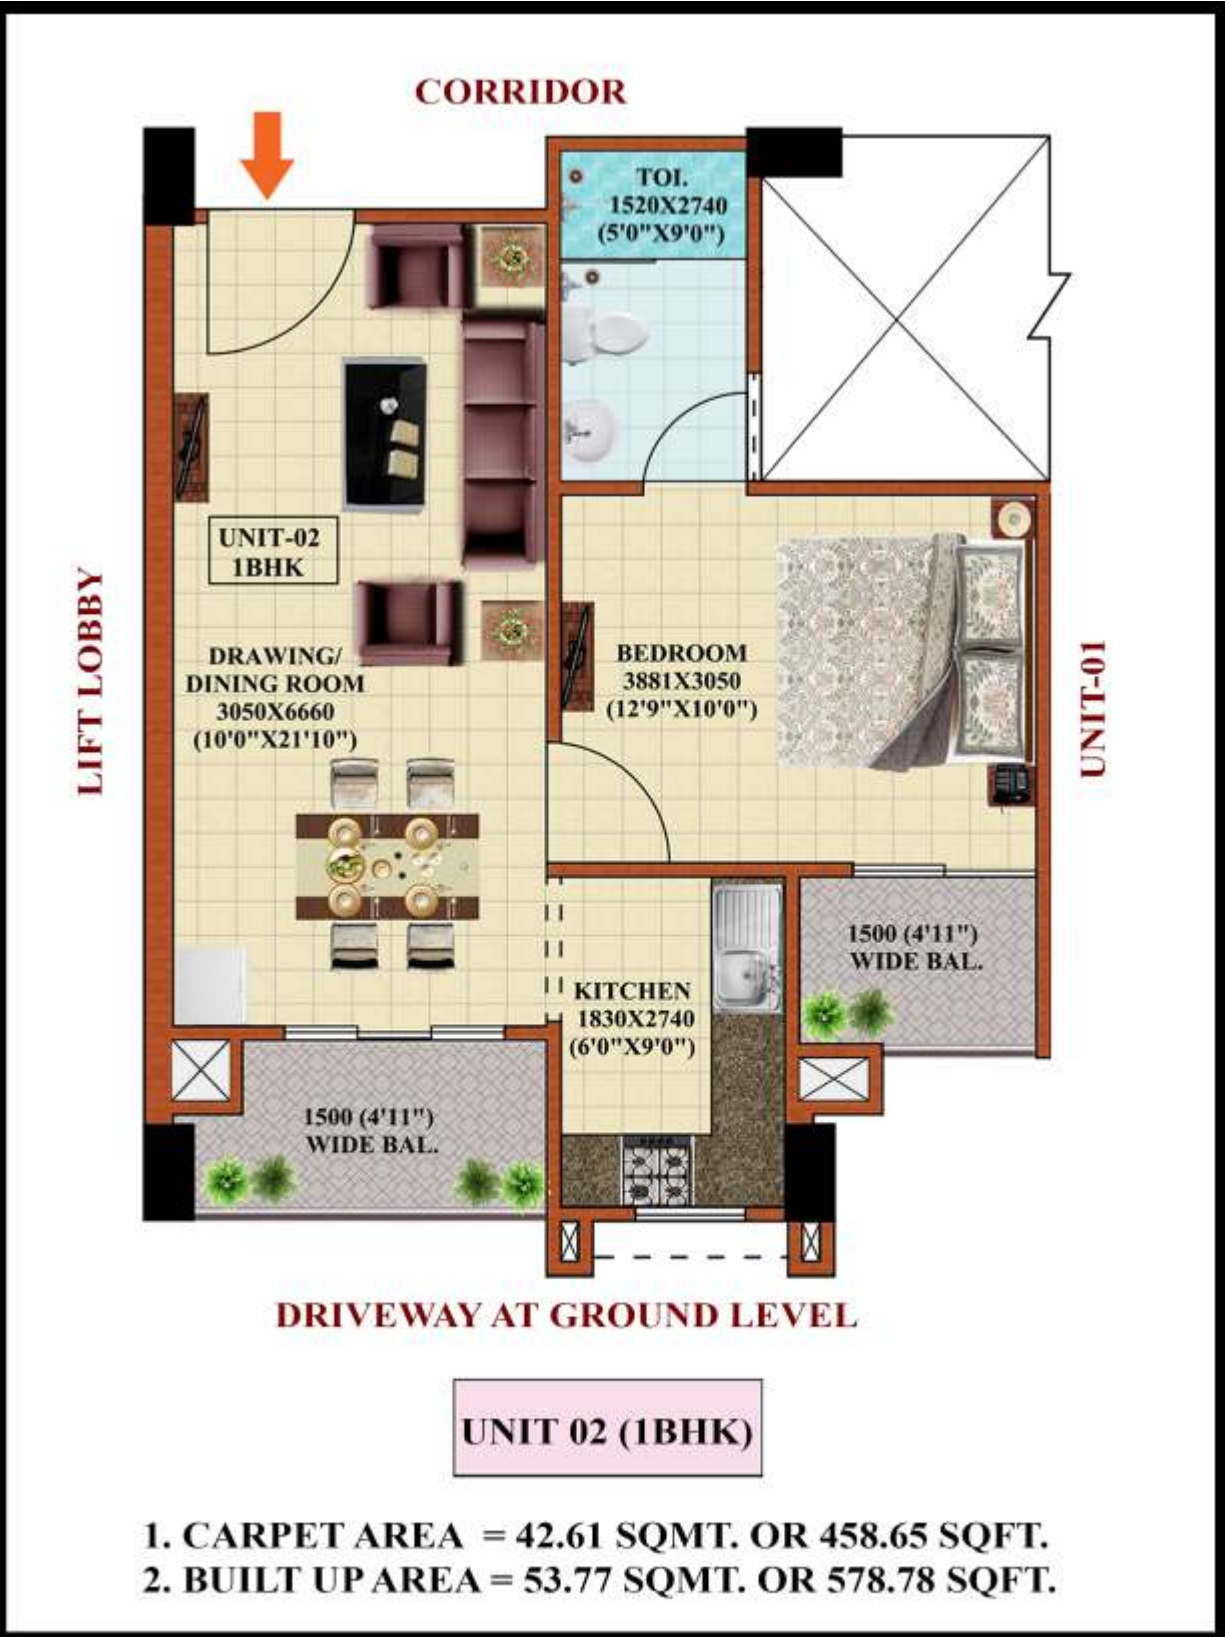 CORRIDOR
TOI.
1520X2740
(5'0"X9'0")
UNIT-02
1BHK
LIFT LOBBY
DRAWING/
DINING ROOM
3050X6660
(10'0"X21'10")
BEDROOM
3881X3050
(12'9"X10'0")
UNIT-01
1500 (4'11")
WIDE BAL.
KITCHEN
1830X2740
(6'0"X9'0")
1500 (4'11")
WIDE BAL.
DRIVEWAY AT GROUND LEVEL
UNIT 02 (1BHK)
1. CARPET AREA = 42.61 SQMT. OR 458.65 SQFT.
2. BUILT UP AREA = 53.77 SQMT. OR 578.78 SQFT.